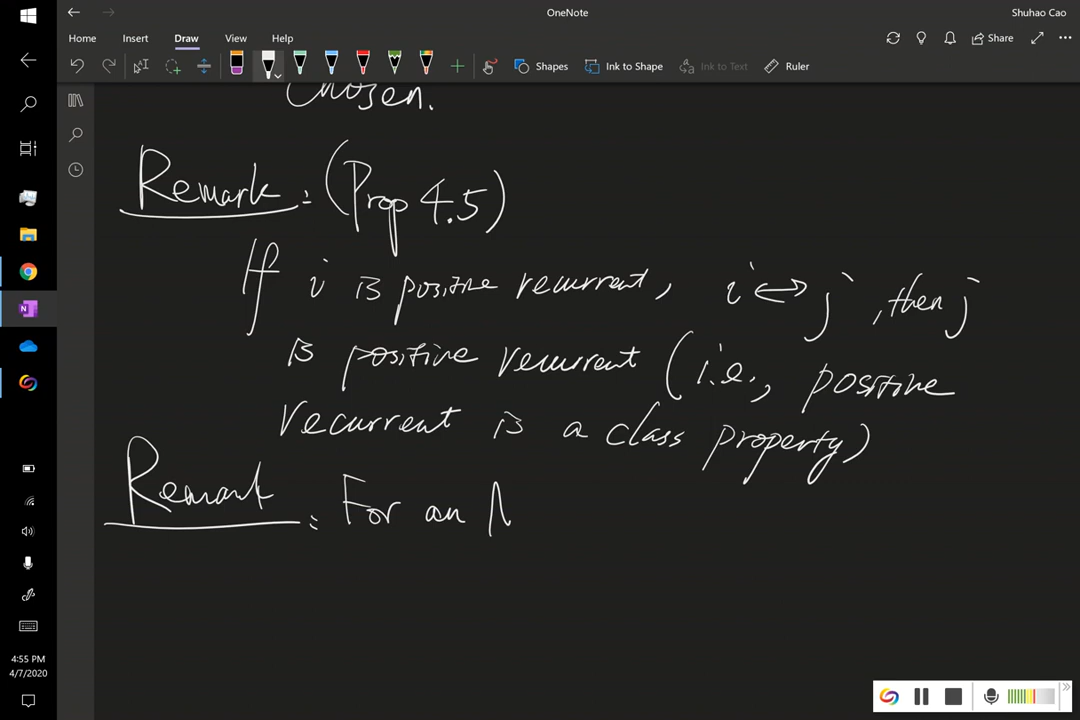 OneNote
Shuhao Cao
Home Insert Draw View Help
Share
Shapes
Ink to Shape
Ink to Text
Ruler
Chosen.
Remark: (Prop 4.5)
If i is positive recurrent, i ↔ j, then j
is positive recurrent (i.e., positive
recurrent is a class property)
Remark: For an
4:55 PM
4/7/2020